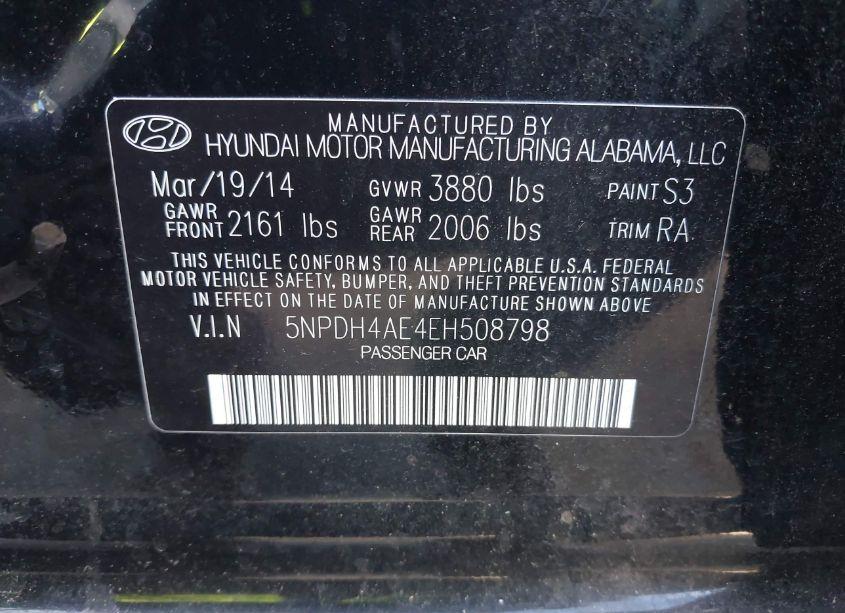 MANUFACTURED BY
HYUNDAI MOTOR MANUFACTURING ALABAMA, LLC
Mar/19/14 GVWR 3880 lbs PAINT S3
GAWR FRONT 2161 lbs GAWR REAR 2006 lbs TRIM RA
THIS VEHICLE CONFORMS TO ALL APPLICABLE U.S.A. FEDERAL
MOTOR VEHICLE SAFETY, BUMPER, AND THEFT PREVENTION STANDARDS
IN EFFECT ON THE DATE OF MANUFACTURE SHOWN ABOVE
V.I.N 5NPDH4AE4EH508798
PASSENGER CAR